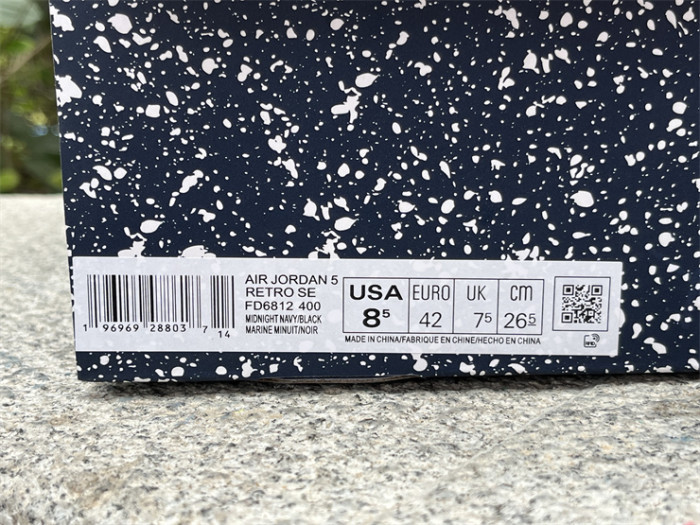 AIR JORDAN 5
RETRO SE
FD6812 400
MIDNIGHT NAVY/BLACK
MARINE MINUIT/NOIR
1 96969 28803 7 14
USA EURO UK CM
8⁵ 42 7⁵ 26⁵
MADE IN CHINA/FABRIQUE EN CHINE/HECHO EN CHINA
RFID